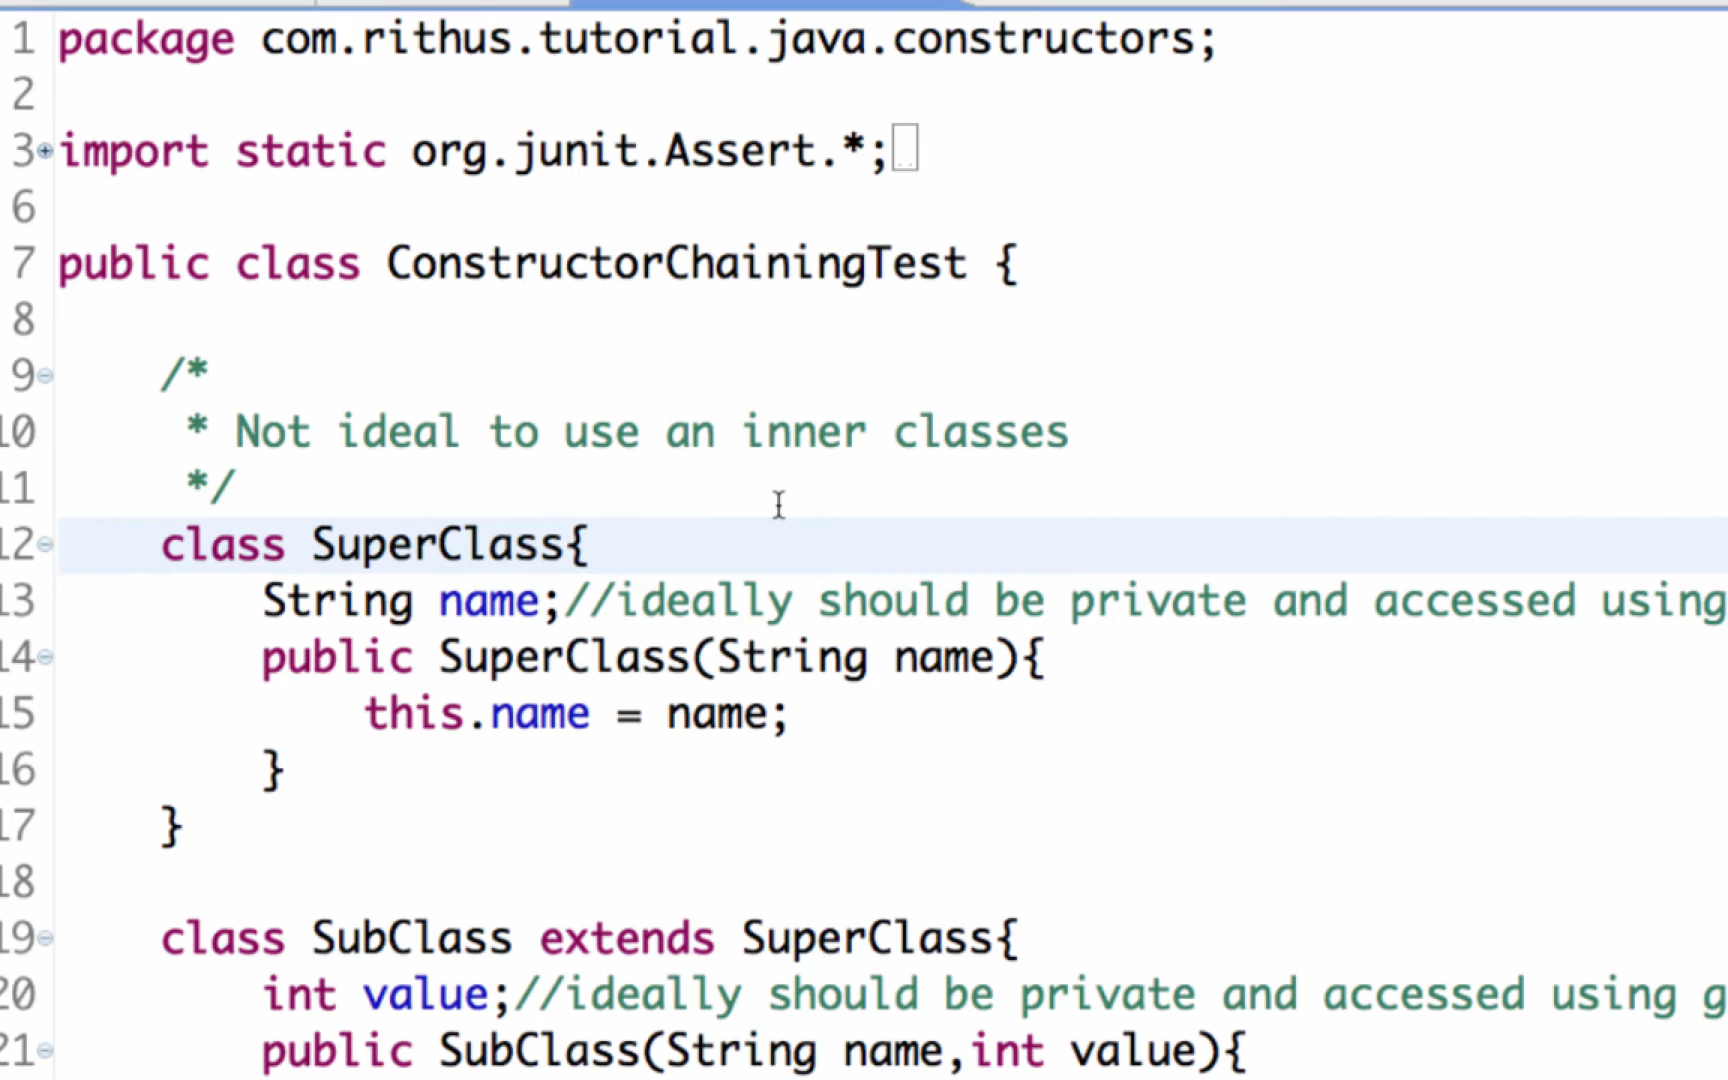 1 package com.rithus.tutorial.java.constructors;
2
3 import static org.junit.Assert.*;
6
7 public class ConstructorChainingTest {
8
9 /*
10 * Not ideal to use an inner classes
11 */
12 class SuperClass{
13 String name;//ideally should be private and accessed using
14 public SuperClass(String name){
15 this.name = name;
16 }
17 }
18
19 class SubClass extends SuperClass{
20 int value;//ideally should be private and accessed using g
21 public SubClass(String name,int value){